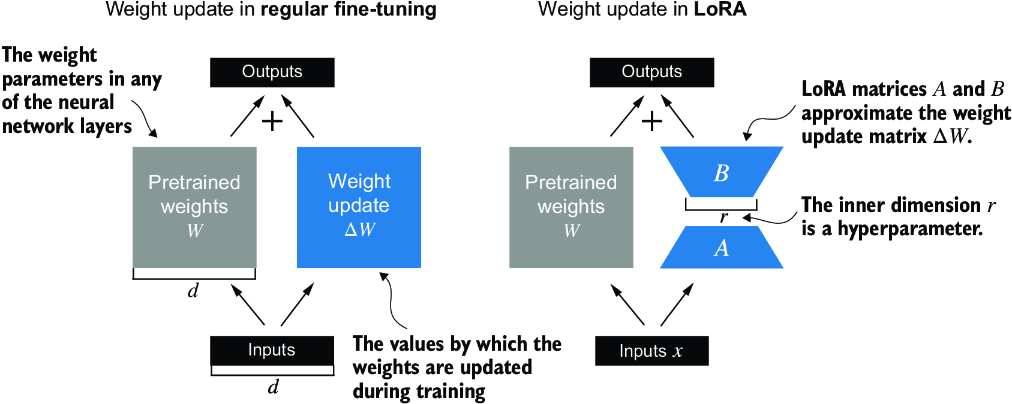 Weight update in regular fine-tuning
The weight
parameters in any
of the neural
network layers
Outputs
+
Pretrained
weights
W
Weight
update
ΔW
d
Inputs
d
The values by which the
weights are updated
during training
Weight update in LoRA
Outputs
+
LoRA matrices A and B
approximate the weight
update matrix ΔW.
Pretrained
weights
W
B
r
The inner dimension r
is a hyperparameter.
A
Inputs x